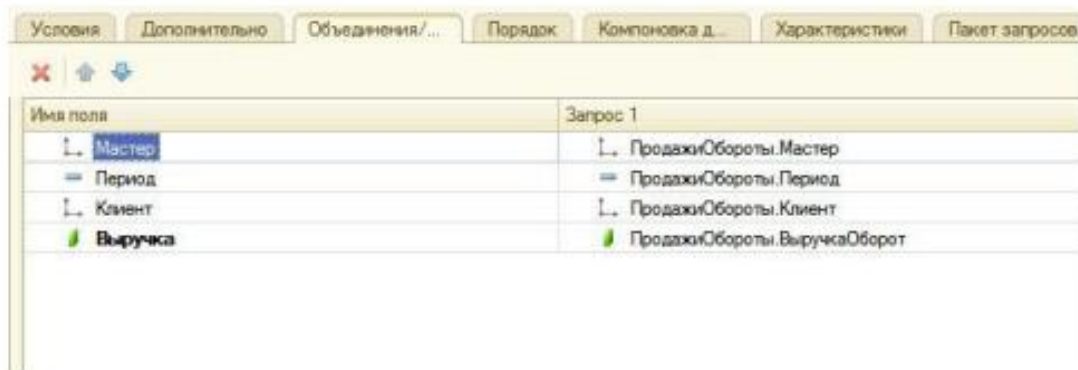 Условия Дополнительно Объединения/... Порядок Компоновка д... Характеристики Пакет запросов
Имя поля Запрос 1
Мастер ПродажиОбороты.Мастер
Период ПродажиОбороты.Период
Клиент ПродажиОбороты.Клиент
Выручка ПродажиОбороты.ВыручкаОборот